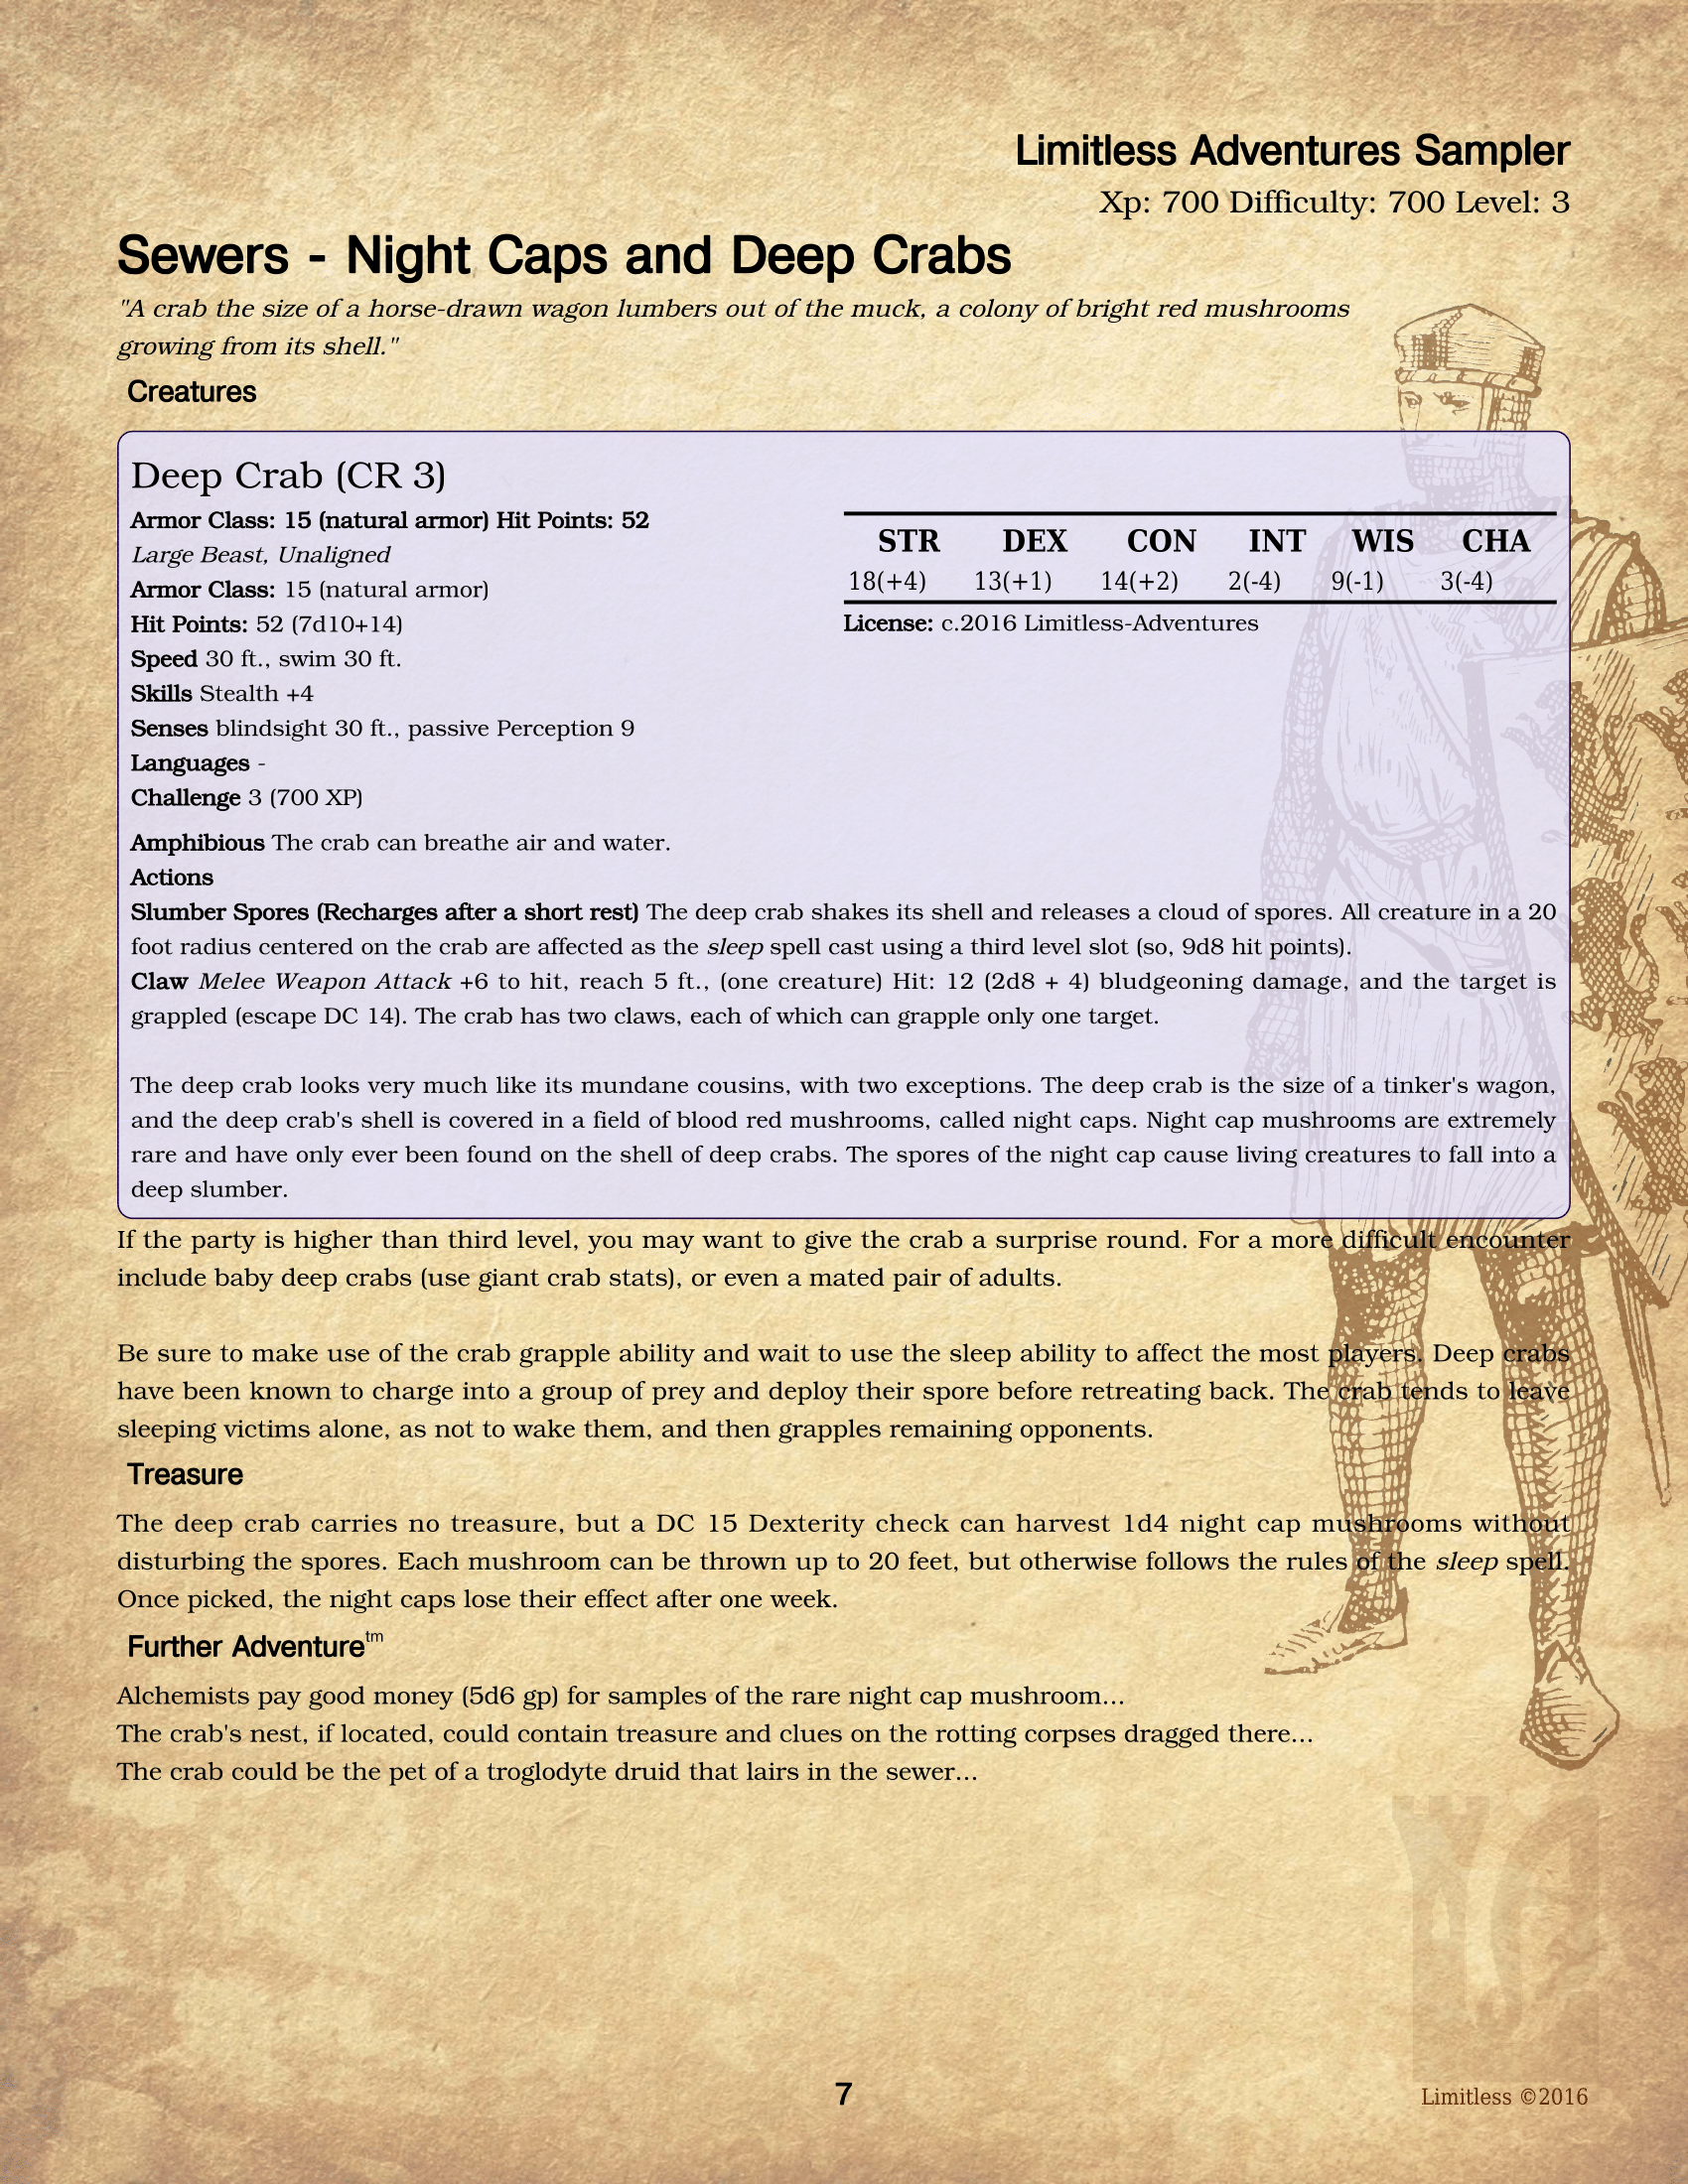 Limitless Adventures Sampler
Xp: 700 Difficulty: 700 Level: 3
Sewers - Night Caps and Deep Crabs
"A crab the size of a horse-drawn wagon lumbers out of the muck, a colony of bright red mushrooms
growing from its shell."
Creatures
Deep Crab (CR 3)
Armor Class: 15 (natural armor) Hit Points: 52
Large Beast, Unaligned
Armor Class: 15 (natural armor)
Hit Points: 52 (7d10+14)
Speed 30 ft., swim 30 ft.
Skills Stealth +4
Senses blindsight 30 ft., passive Perception 9
Languages -
Challenge 3 (700 XP)
STR DEX CON INT WIS CHA
18(+4) 13(+1) 14(+2) 2(-4) 9(-1) 3(-4)
License: c.2016 Limitless-Adventures
Amphibious The crab can breathe air and water.
Actions
Slumber Spores (Recharges after a short rest) The deep crab shakes its shell and releases a cloud of spores. All creature in a 20
foot radius centered on the crab are affected as the sleep spell cast using a third level slot (so, 9d8 hit points).
Claw Melee Weapon Attack +6 to hit, reach 5 ft., (one creature) Hit: 12 (2d8 + 4) bludgeoning damage, and the target is
grappled (escape DC 14). The crab has two claws, each of which can grapple only one target.
The deep crab looks very much like its mundane cousins, with two exceptions. The deep crab is the size of a tinker's wagon,
and the deep crab's shell is covered in a field of blood red mushrooms, called night caps. Night cap mushrooms are extremely
rare and have only ever been found on the shell of deep crabs. The spores of the night cap cause living creatures to fall into a
deep slumber.
If the party is higher than third level, you may want to give the crab a surprise round. For a more difficult encounter
include baby deep crabs (use giant crab stats), or even a mated pair of adults.
Be sure to make use of the crab grapple ability and wait to use the sleep ability to affect the most players. Deep crabs
have been known to charge into a group of prey and deploy their spore before retreating back. The crab tends to leave
sleeping victims alone, as not to wake them, and then grapples remaining opponents.
Treasure
The deep crab carries no treasure, but a DC 15 Dexterity check can harvest 1d4 night cap mushrooms without
disturbing the spores. Each mushroom can be thrown up to 20 feet, but otherwise follows the rules of the sleep spell.
Once picked, the night caps lose their effect after one week.
Further Adventure™
Alchemists pay good money (5d6 gp) for samples of the rare night cap mushroom...
The crab's nest, if located, could contain treasure and clues on the rotting corpses dragged there...
The crab could be the pet of a troglodyte druid that lairs in the sewer...
7
Limitless ©2016